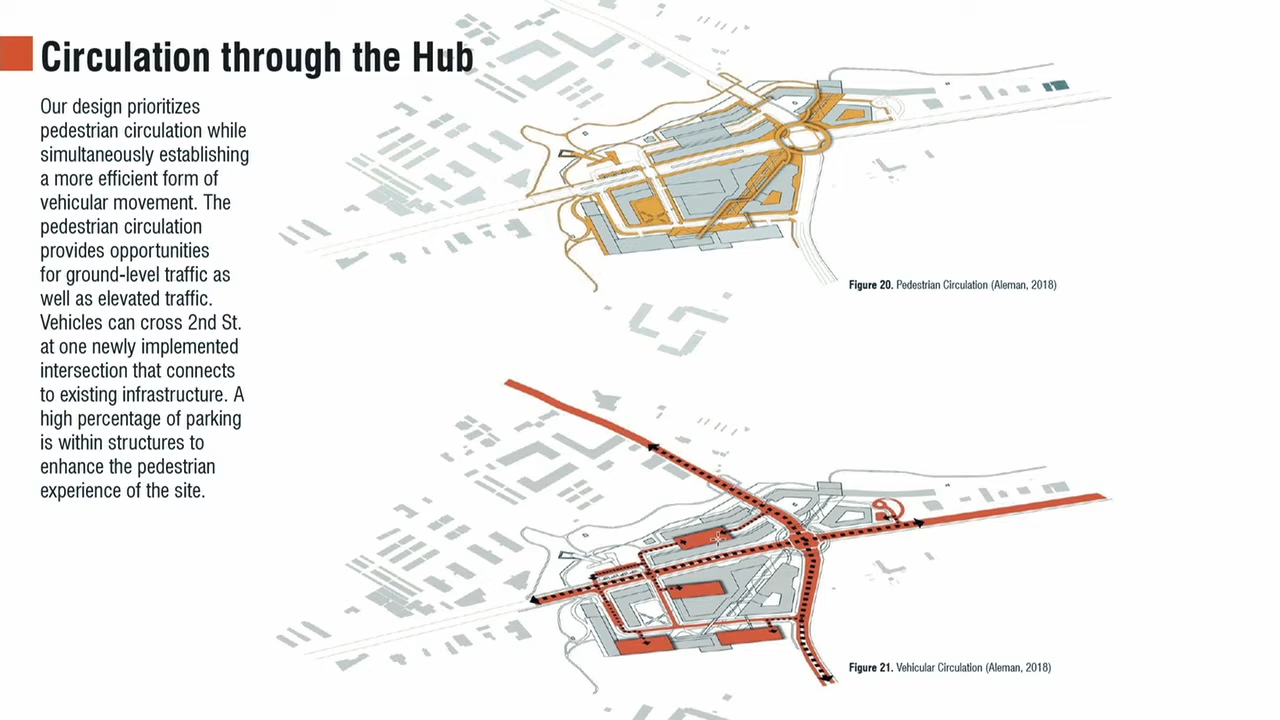 Circulation through the Hub
Our design prioritizes
pedestrian circulation while
simultaneously establishing
a more efficient form of
vehicular movement. The
pedestrian circulation
provides opportunities
for ground-level traffic as
well as elevated traffic.
Vehicles can cross 2nd St.
at one newly implemented
intersection that connects
to existing infrastructure. A
high percentage of parking
is within structures to
enhance the pedestrian
experience of the site.
Figure 20. Pedestrian Circulation (Aleman, 2018)
Figure 21. Vehicular Circulation (Aleman, 2018)